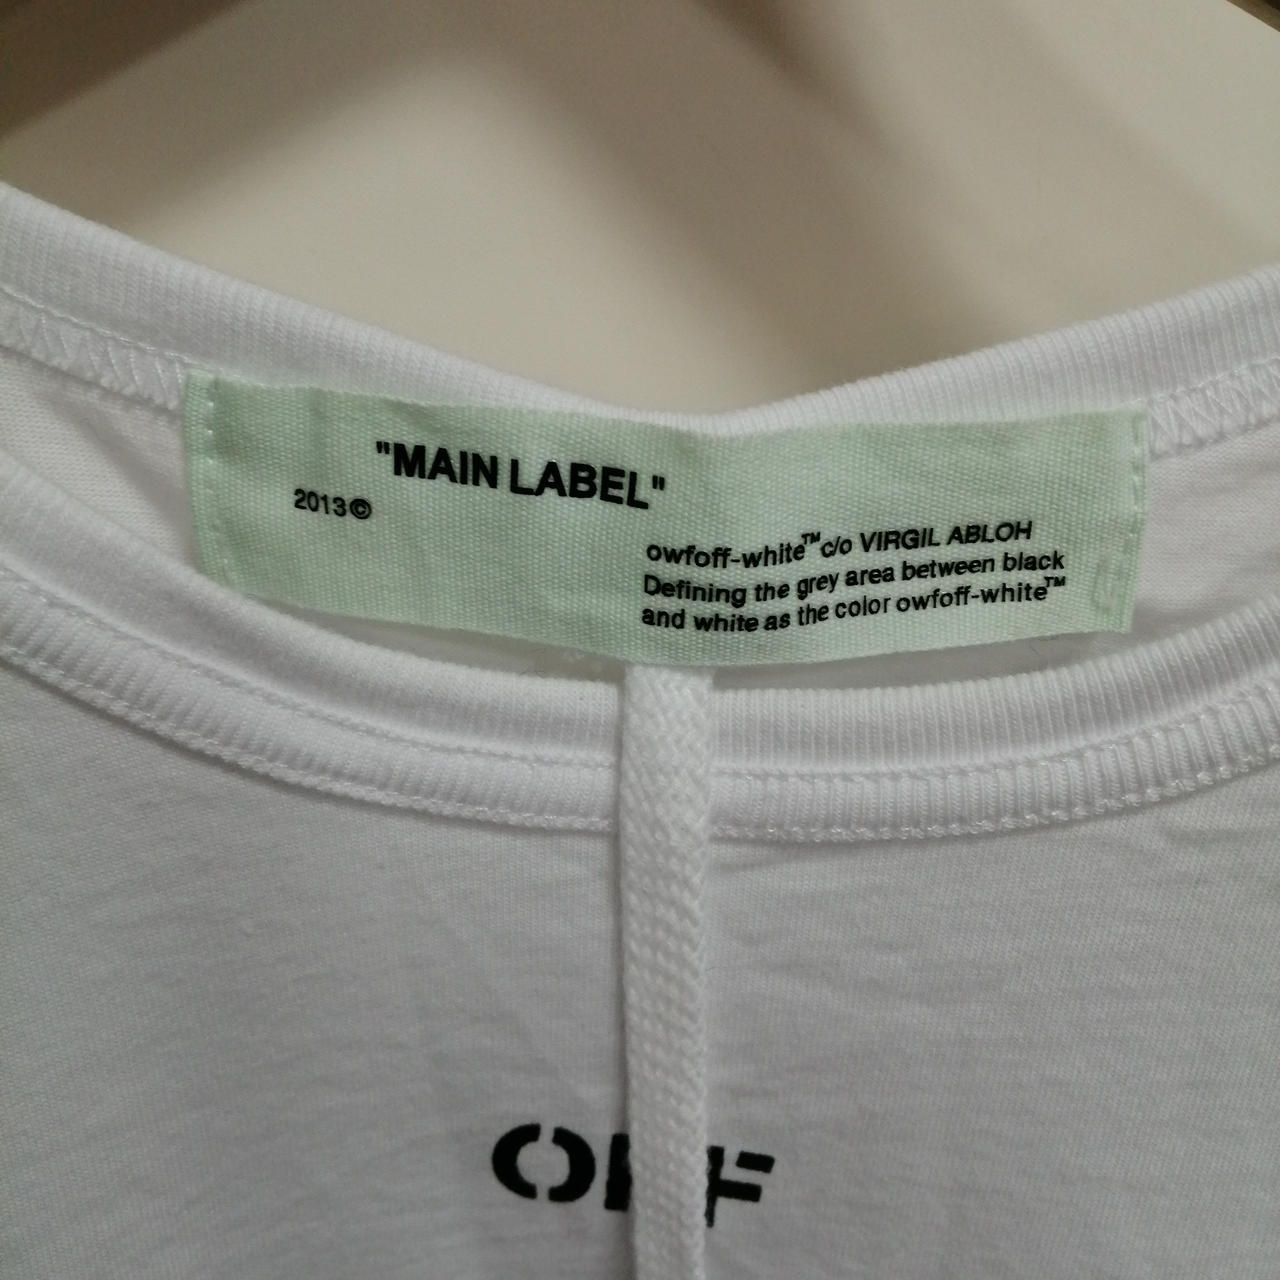 "MAIN LABEL"
2013©
owfoff-white™ c/o VIRGIL ABLOH
Defining the grey area between black
and white as the color owfoff-white™
OFF